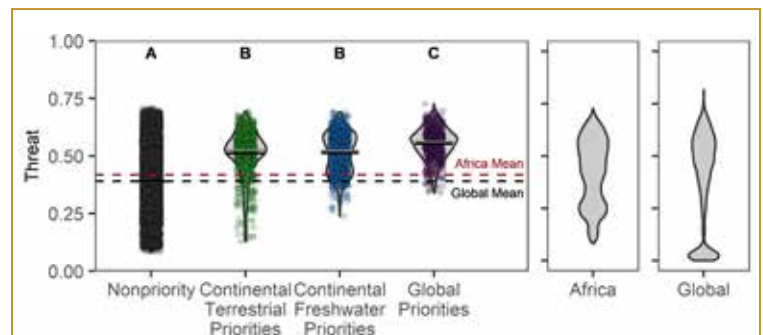 1.00
A
B
B
C
0.75
Threat
0.50
Africa Mean
Global Mean
0.25
0.00
Nonpriority
Continental
Terrestrial
Priorities
Continental
Freshwater
Priorities
Global
Priorities
Africa
Global